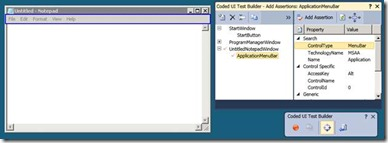 Untitled - Notepad
File Edit Format View Help
Coded UI Test Builder - Add Assertions: ApplicationMenuBar
Add Assertion
StartWindow
StartButton
ProgramManagerWindow
UntitledNotepadWindow
ApplicationMenuBar
Property Value
Search
ControlType MenuBar
TechnologyName MSAA
Name Application
Control Specific
AccessKey Alt
ControlName
ControlId 0
Generic
Coded UI Test Builder